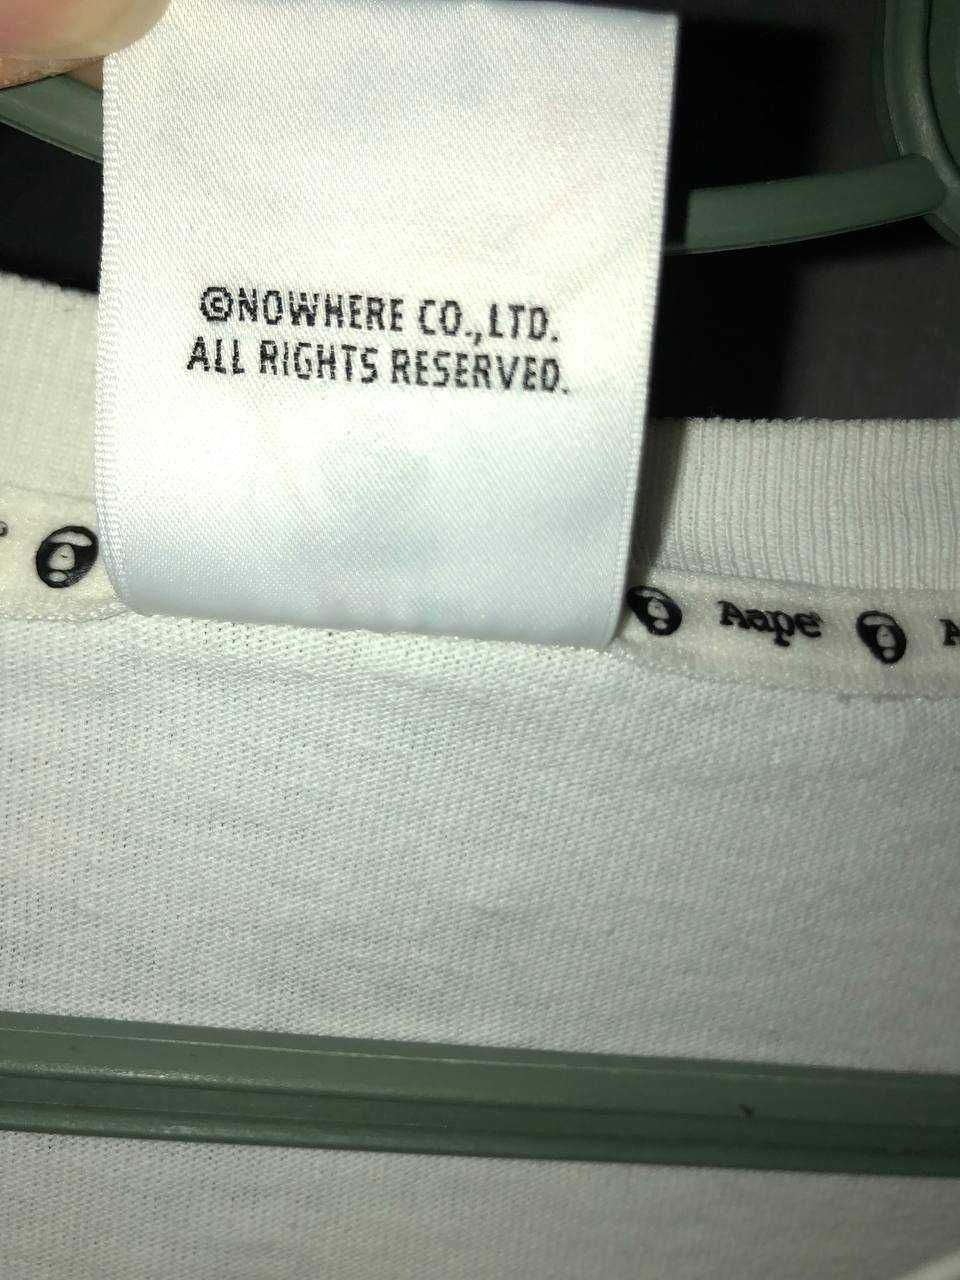 ©NOWHERE CO.,LTD.
ALL RIGHTS RESERVED.
Aape